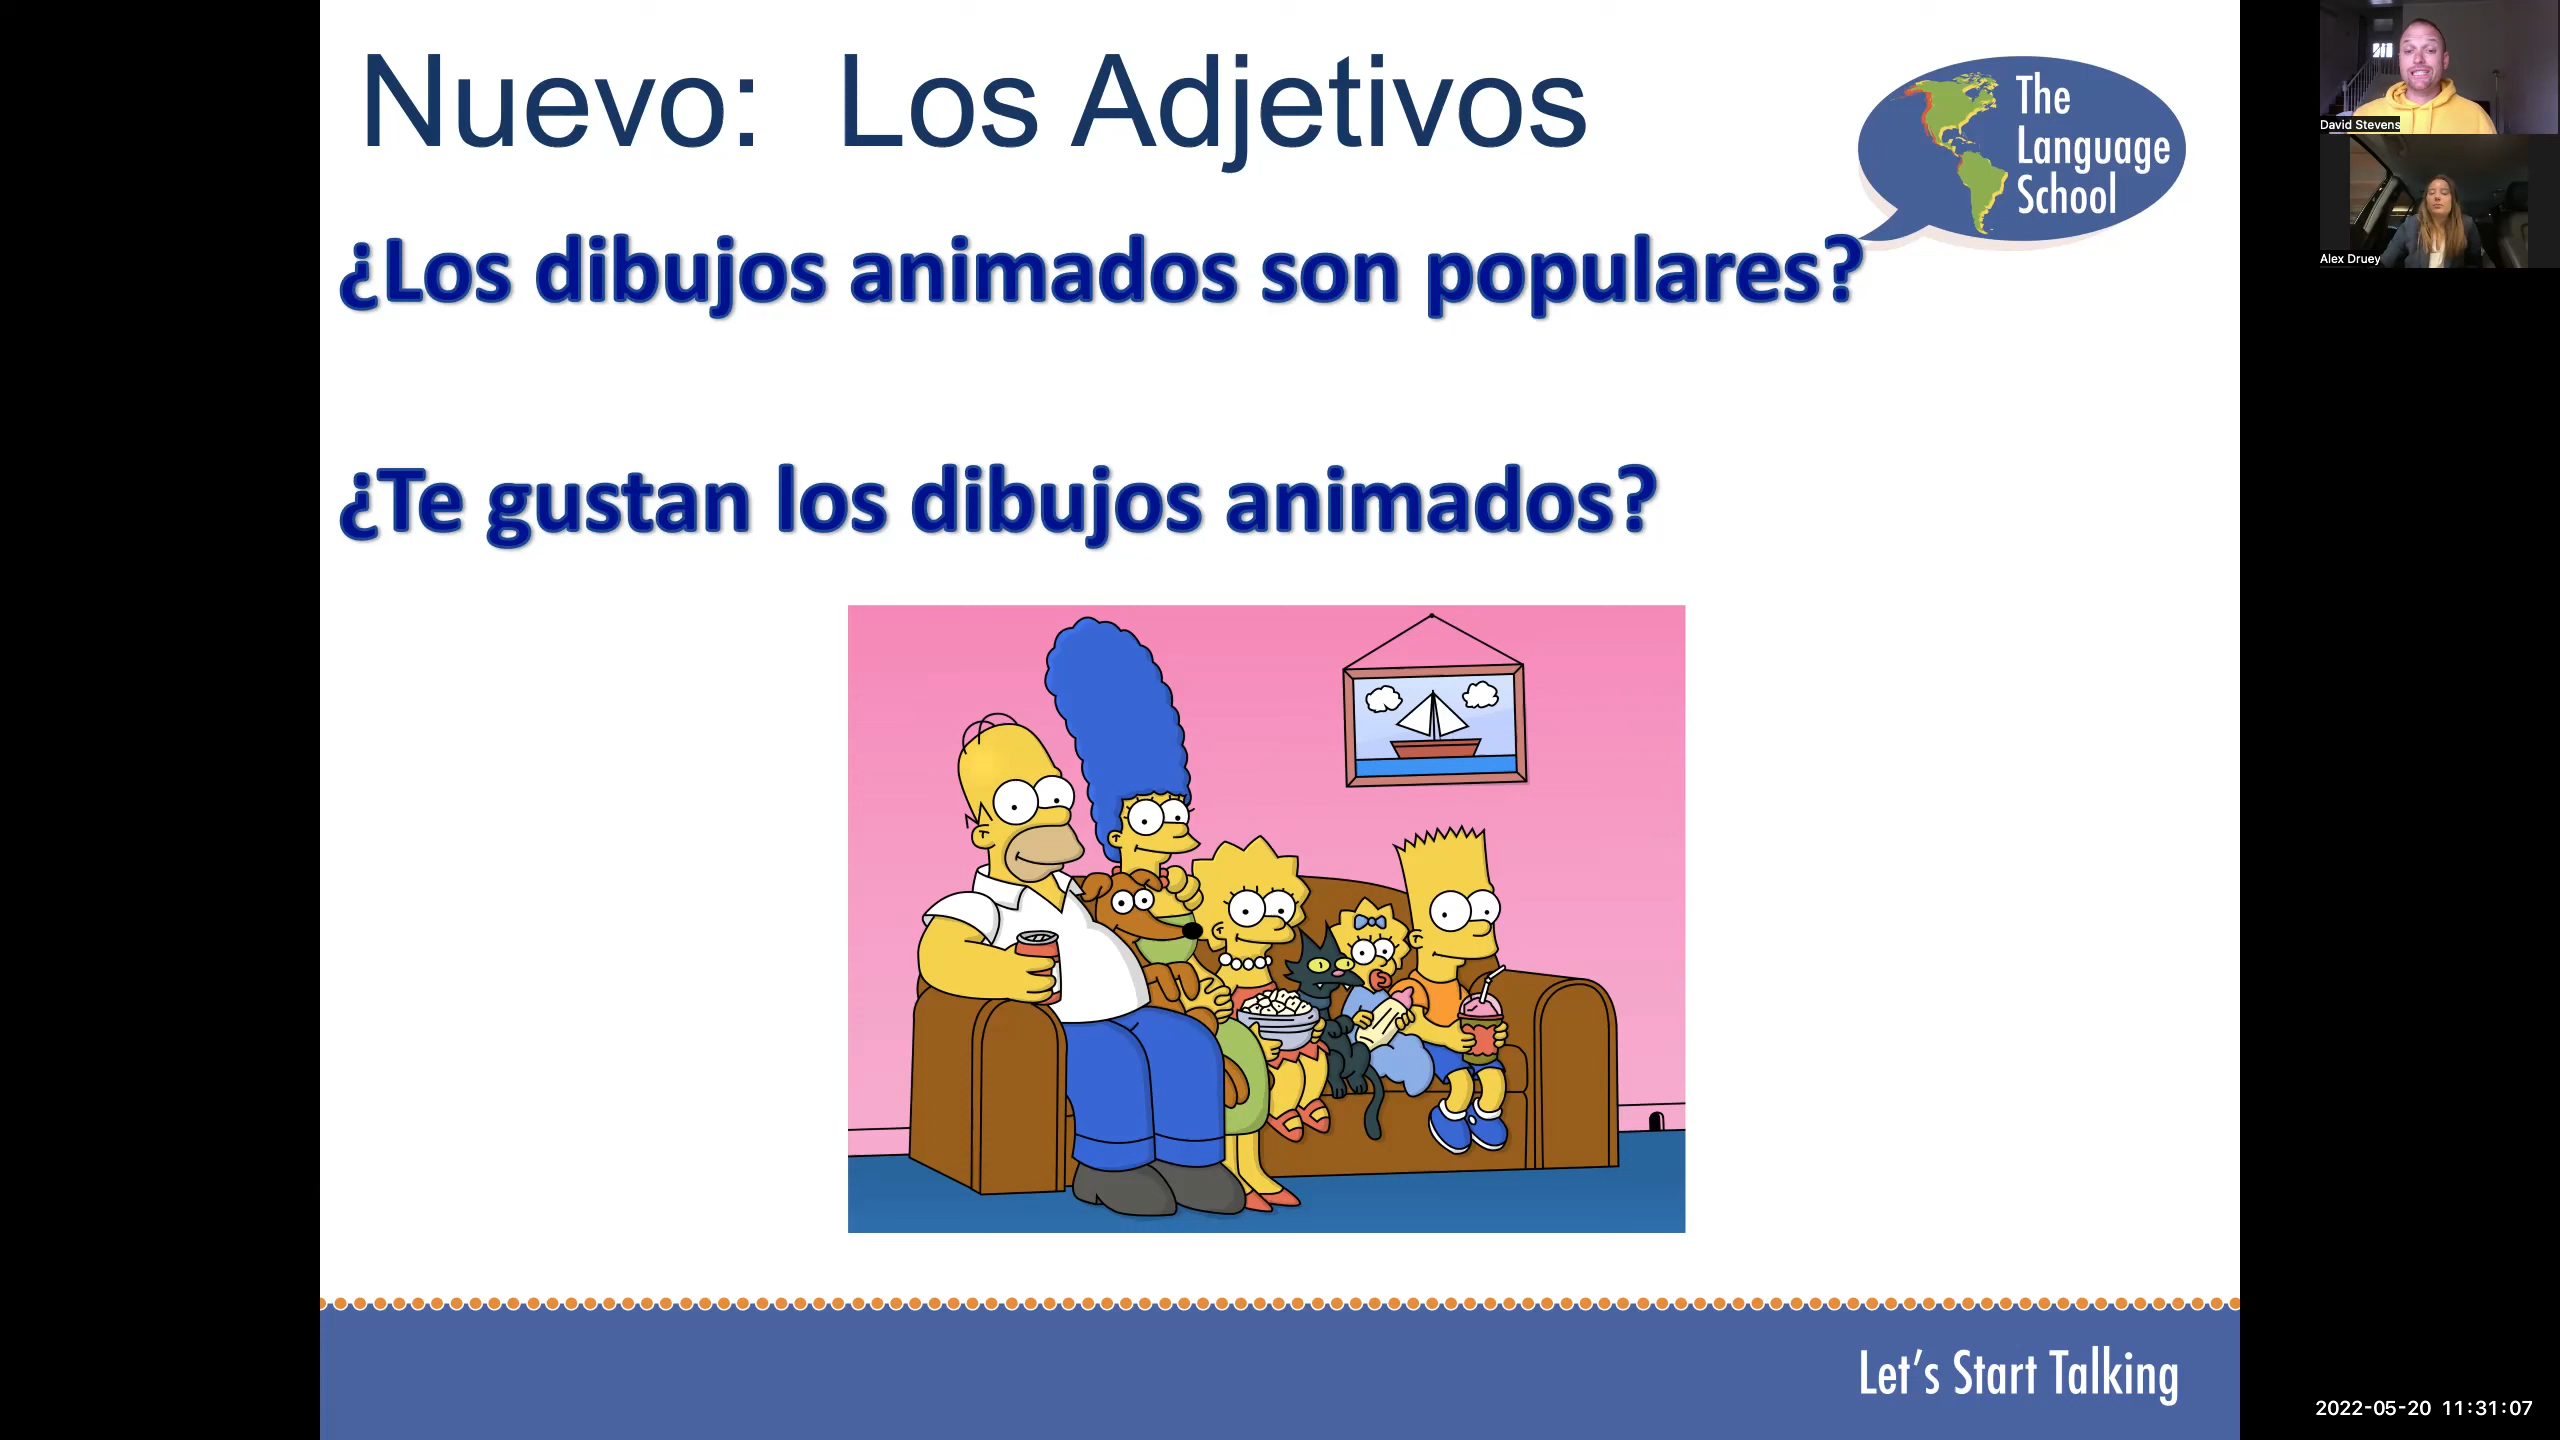 Nuevo:  Los Adjetivos
The
Language
School
¿Los dibujos animados son populares?
¿Te gustan los dibujos animados?
Let's Start Talking
David Stevens
Alex Druey
2022-05-20 11:31:07